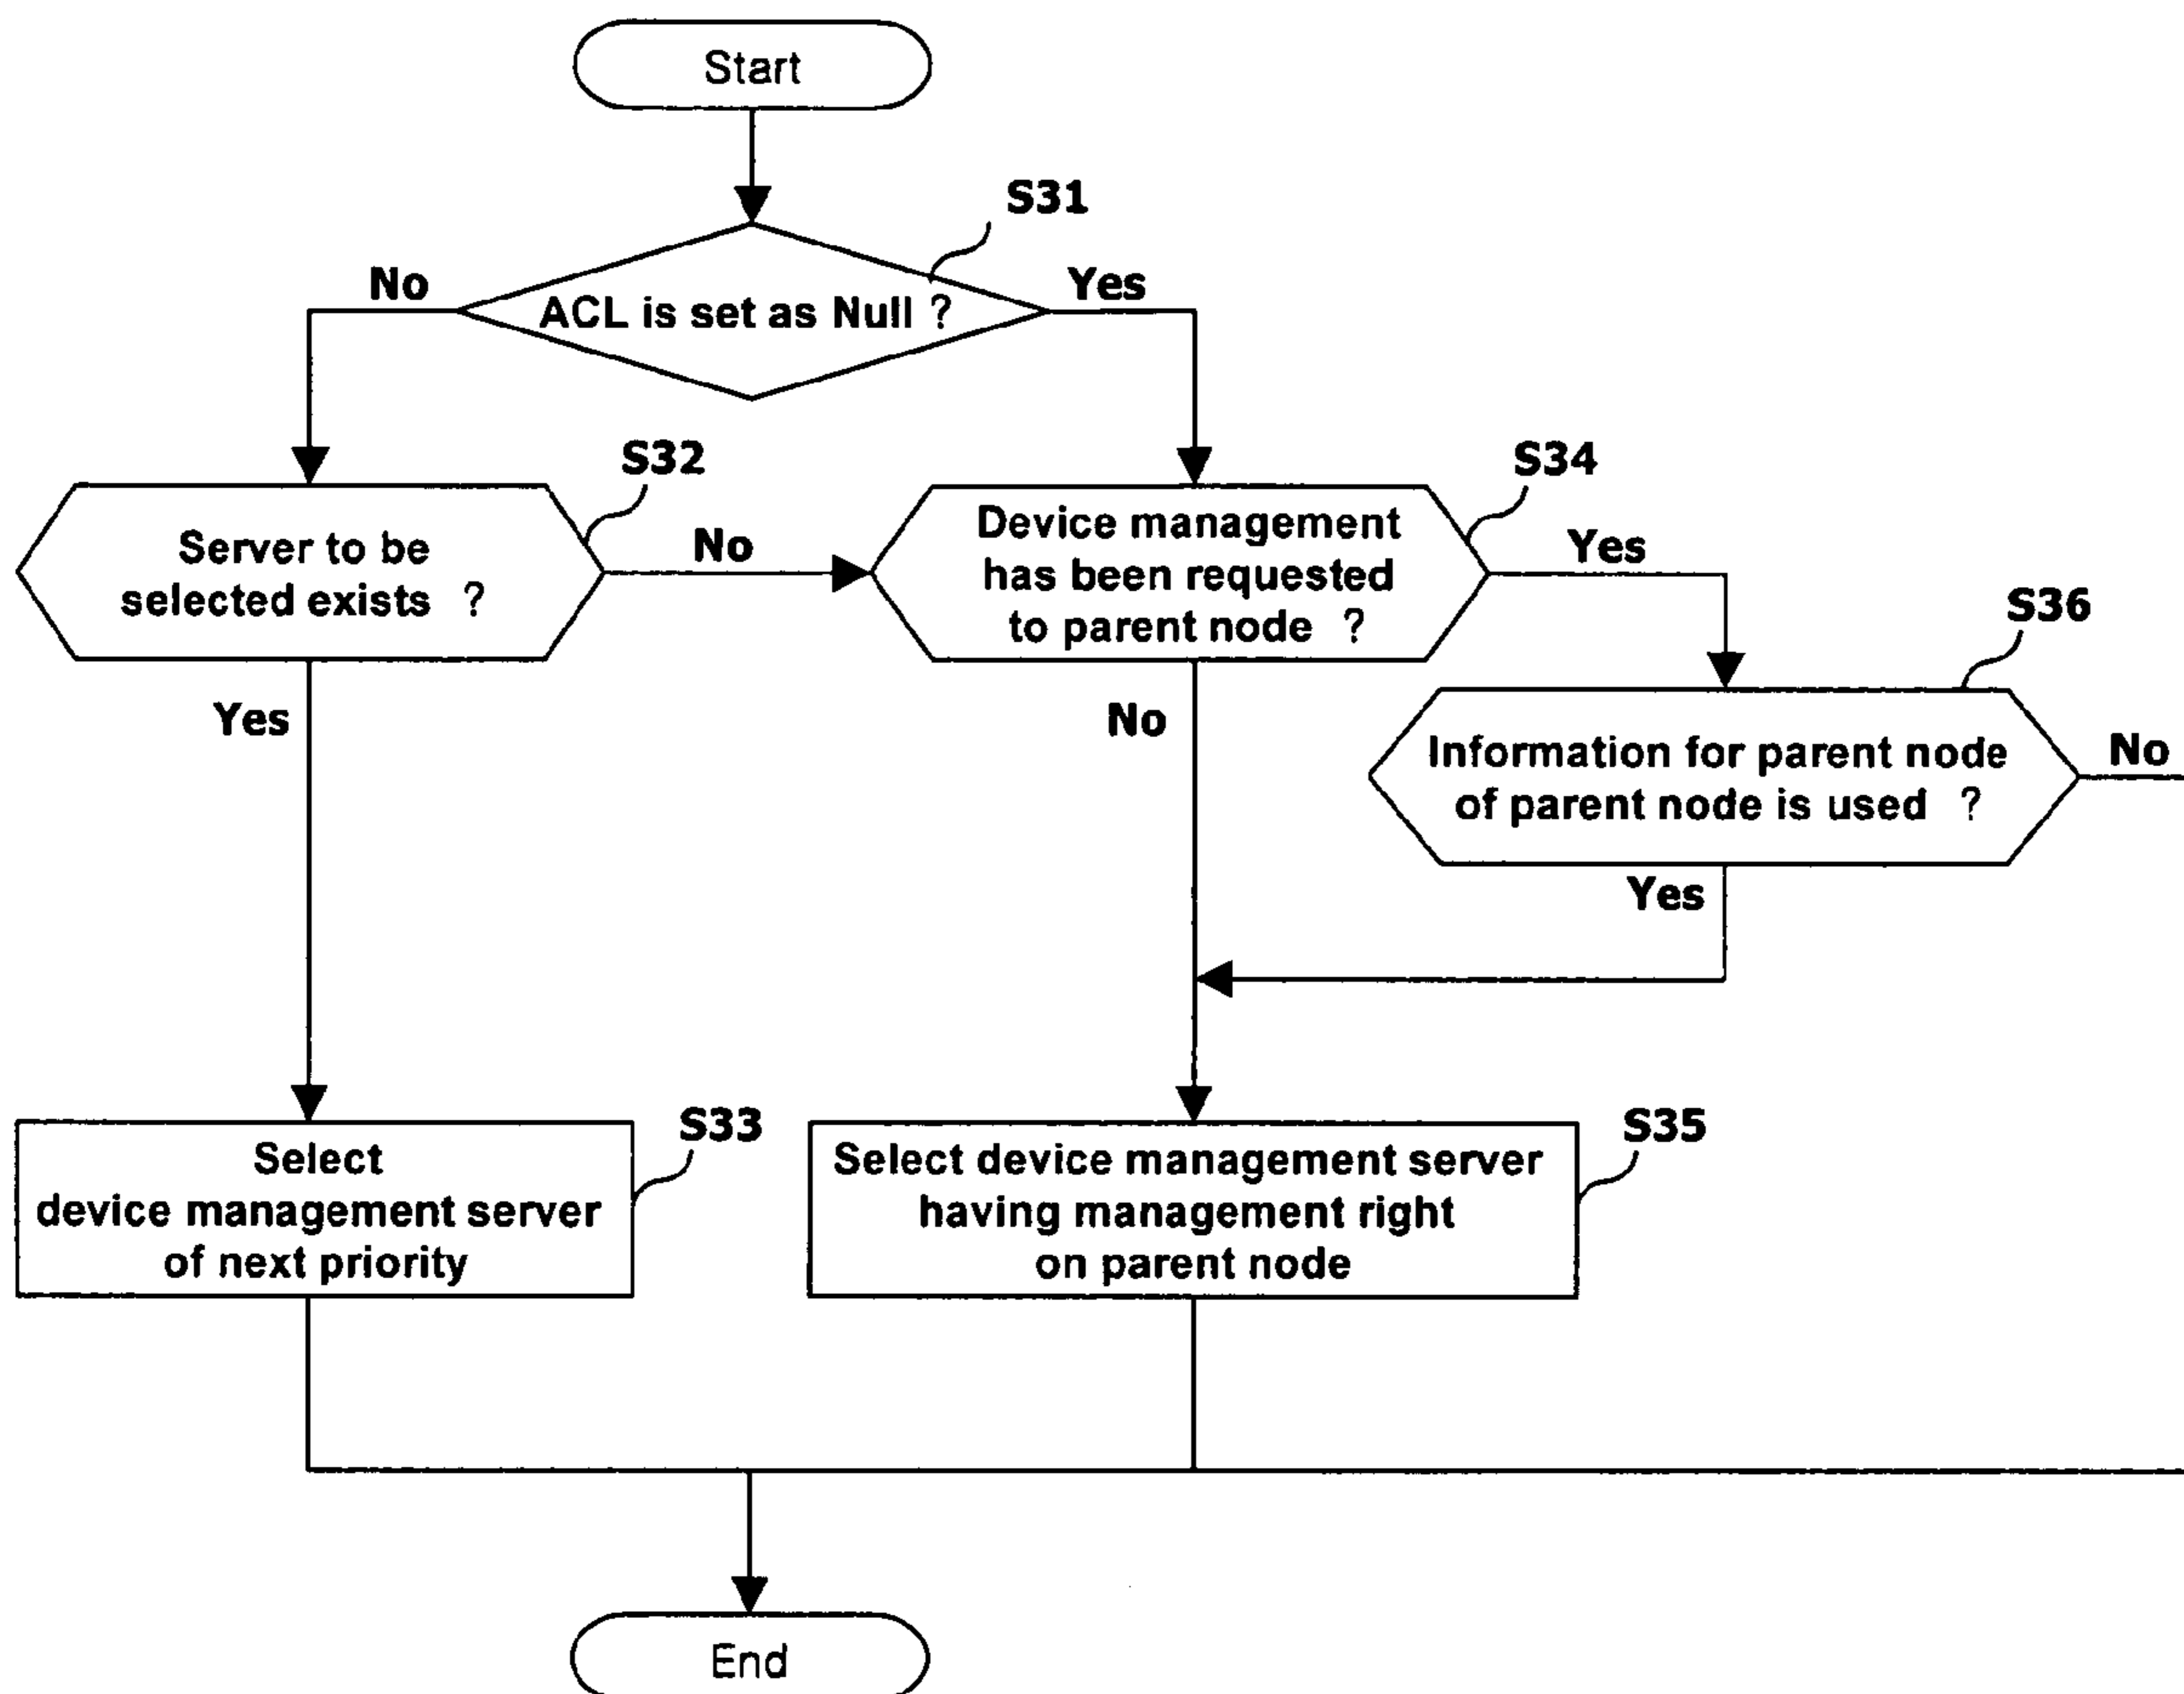 Start
S31
No
Yes
ACL is set as Null ?
S32
S34
Server to be
selected exists ?
No
Device management
has been requested
to parent node ?
Yes
S36
Yes
No
Information for parent node
of parent node is used ?
No
Yes
S33
S35
Select
device management server
of next priority
Select device management server
having management right
on parent node
End